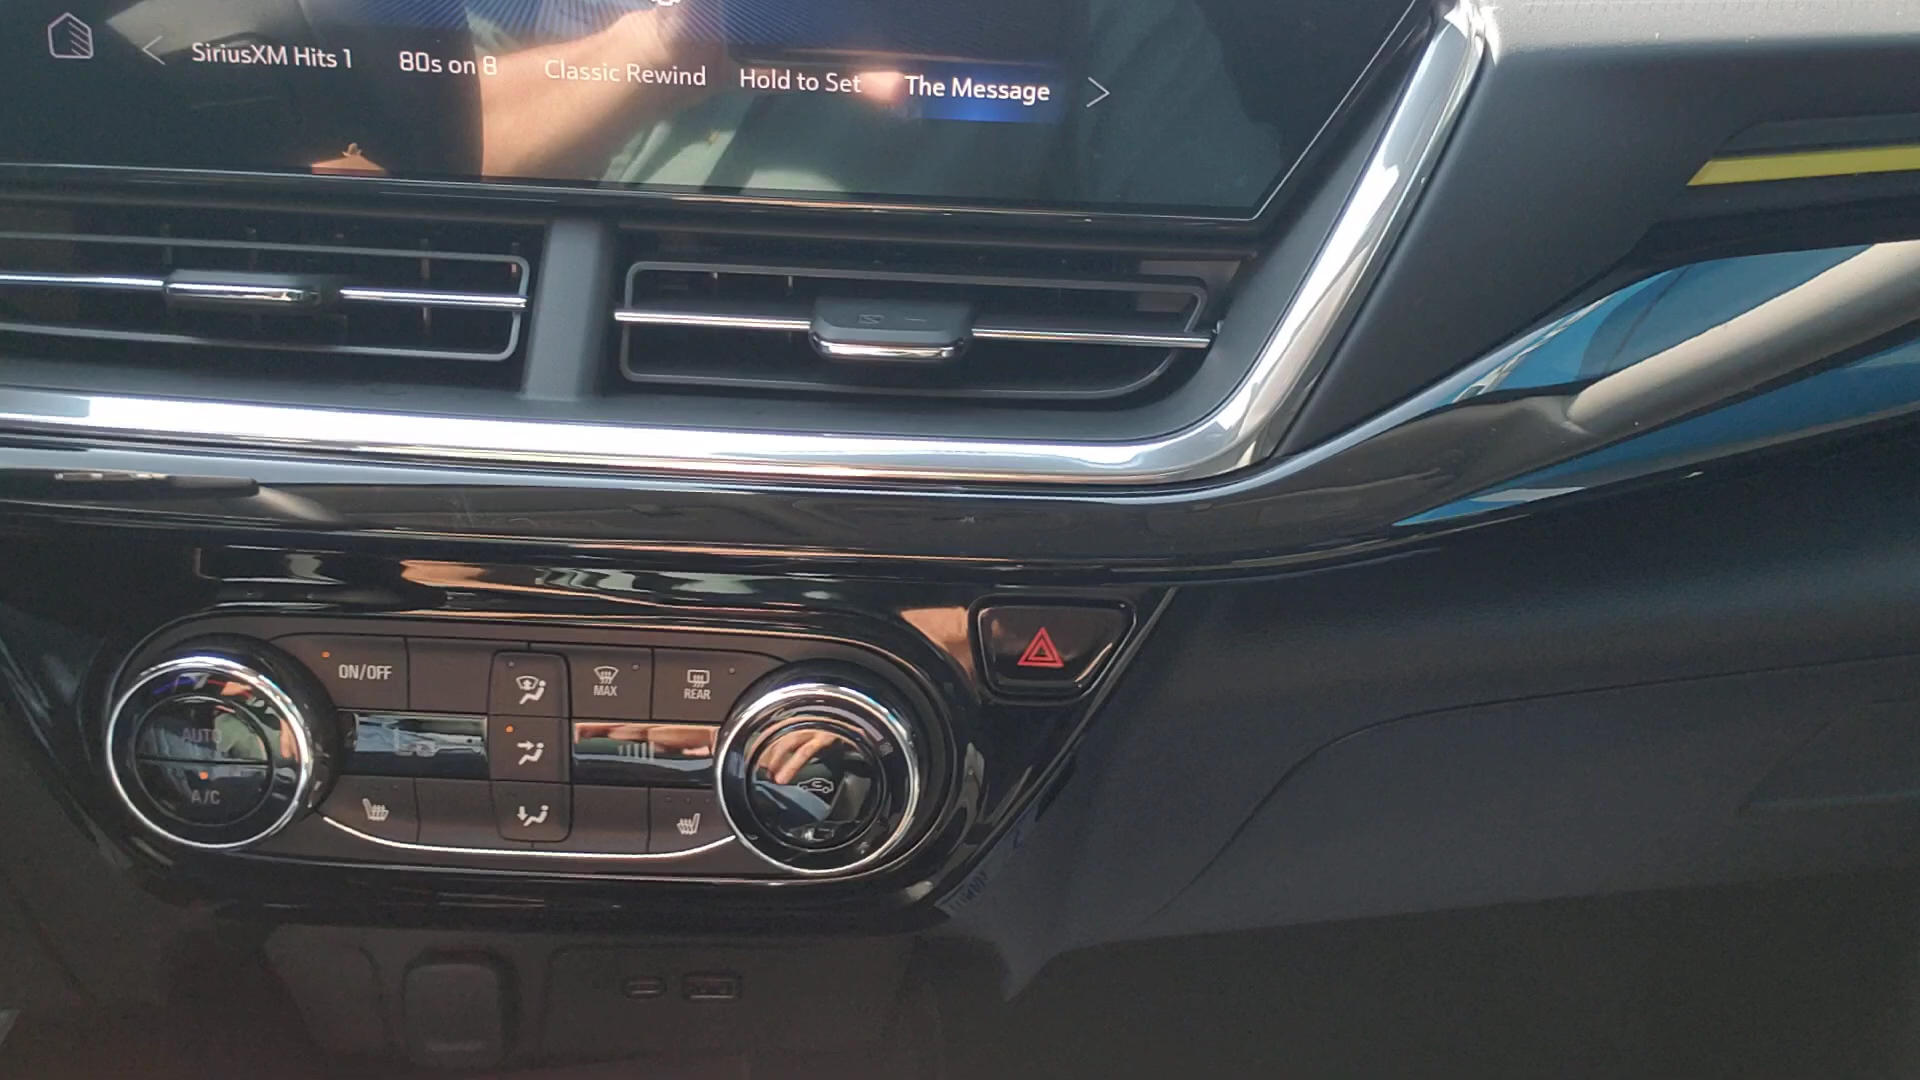 SiriusXM Hits 1
80s on 8
Classic Rewind
Hold to Set
The Message
ON/OFF
MAX
REAR
AUTO
A/C